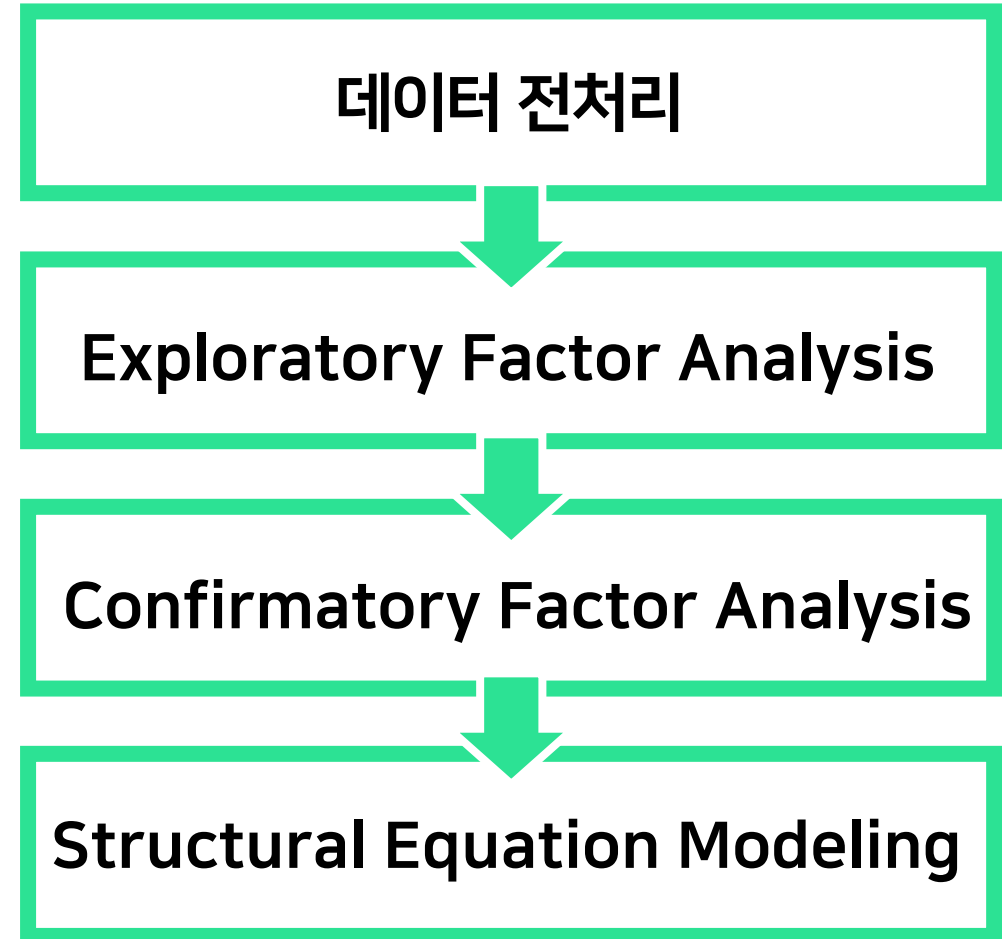 데이터 전처리
Exploratory Factor Analysis
Confirmatory Factor Analysis
Structural Equation Modeling